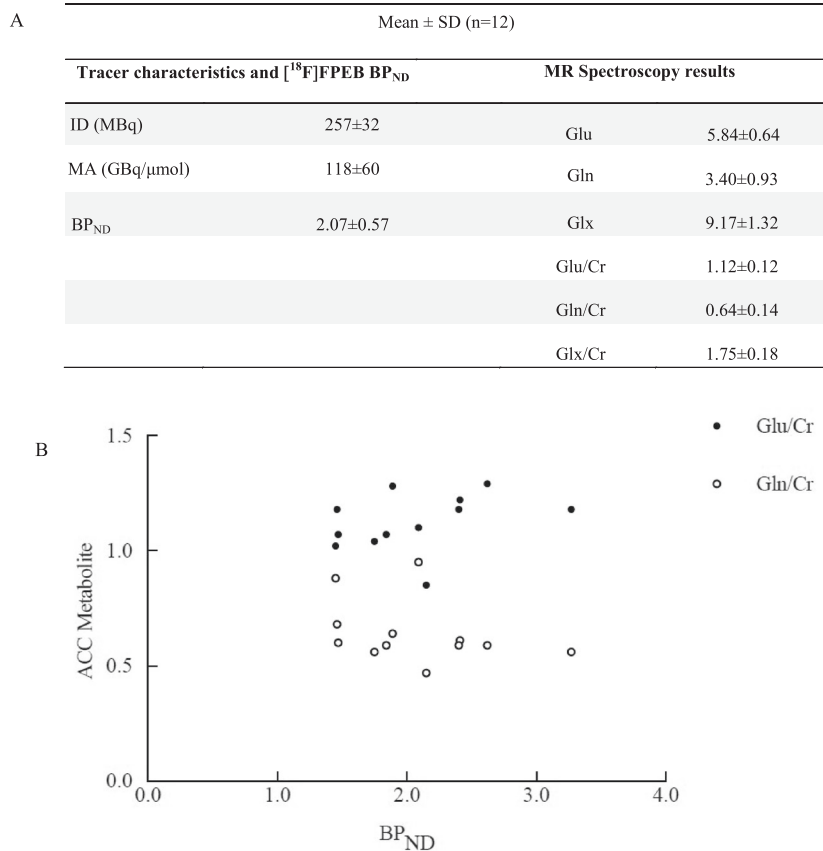 A
Mean ± SD (n=12)
Tracer characteristics and [18F]FPEB BPND MR Spectroscopy results
ID (MBq) 257±32 Glu 5.84±0.64
MA (GBq/μmol) 118±60 Gln 3.40±0.93
BPND 2.07±0.57 Glx 9.17±1.32
Glu/Cr 1.12±0.12
Gln/Cr 0.64±0.14
Glx/Cr 1.75±0.18
B
1.5
1.0
0.5
0.0
ACC Metabolite
0.0 1.0 2.0 3.0 4.0
BPND
Glu/Cr
Gln/Cr